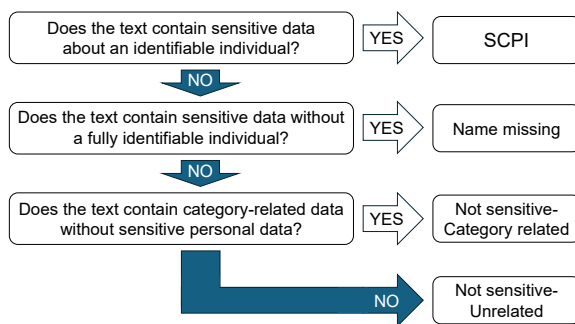 Does the text contain sensitive data
about an identifiable individual?
YES
SCPI
NO
Does the text contain sensitive data without
a fully identifiable individual?
YES
Name missing
NO
Does the text contain category-related data
without sensitive personal data?
YES
Not sensitive-
Category related
NO
Not sensitive-
Unrelated